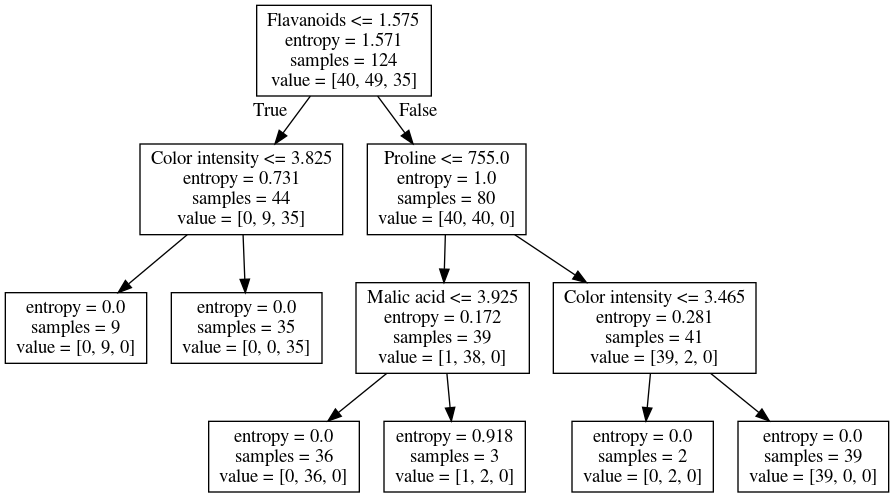 Flavanoids <= 1.575
entropy = 1.571
samples = 124
value = [40, 49, 35]
True
False
Color intensity <= 3.825
entropy = 0.731
samples = 44
value = [0, 9, 35]
Proline <= 755.0
entropy = 1.0
samples = 80
value = [40, 40, 0]
entropy = 0.0
samples = 9
value = [0, 9, 0]
entropy = 0.0
samples = 35
value = [0, 0, 35]
Malic acid <= 3.925
entropy = 0.172
samples = 39
value = [1, 38, 0]
Color intensity <= 3.465
entropy = 0.281
samples = 41
value = [39, 2, 0]
entropy = 0.0
samples = 36
value = [0, 36, 0]
entropy = 0.918
samples = 3
value = [1, 2, 0]
entropy = 0.0
samples = 2
value = [0, 2, 0]
entropy = 0.0
samples = 39
value = [39, 0, 0]